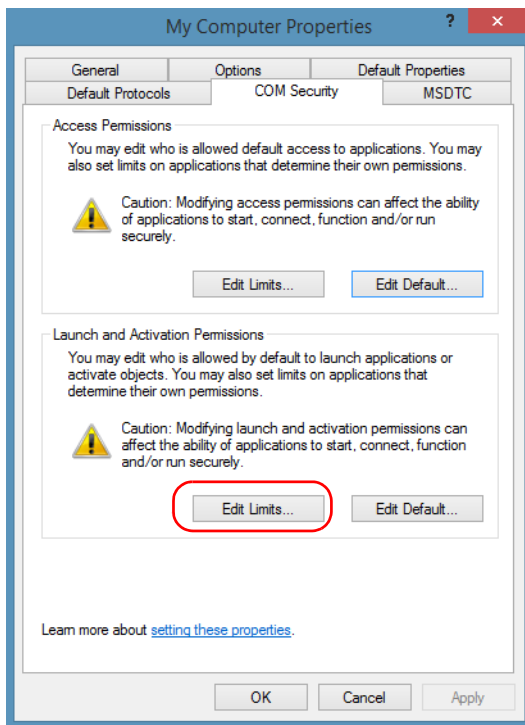 My Computer Properties
?
×
General
Options
Default Properties
Default Protocols
COM Security
MSDTC
Access Permissions
You may edit who is allowed default access to applications. You may
also set limits on applications that determine their own permissions.
Caution: Modifying access permissions can affect the ability
of applications to start, connect, function and/or run
securely.
Edit Limits...
Edit Default...
Launch and Activation Permissions
You may edit who is allowed by default to launch applications or
activate objects. You may also set limits on applications that
determine their own permissions.
Caution: Modifying launch and activation permissions can
affect the ability of applications to start, connect, function
and/or run securely.
Edit Limits...
Edit Default...
Learn more about setting these properties.
OK
Cancel
Apply